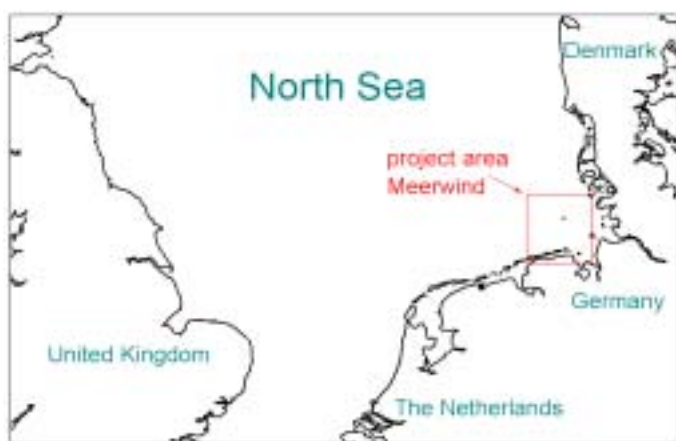 Denmark
North Sea
project area
Meerwind
Germany
United Kingdom
The Netherlands